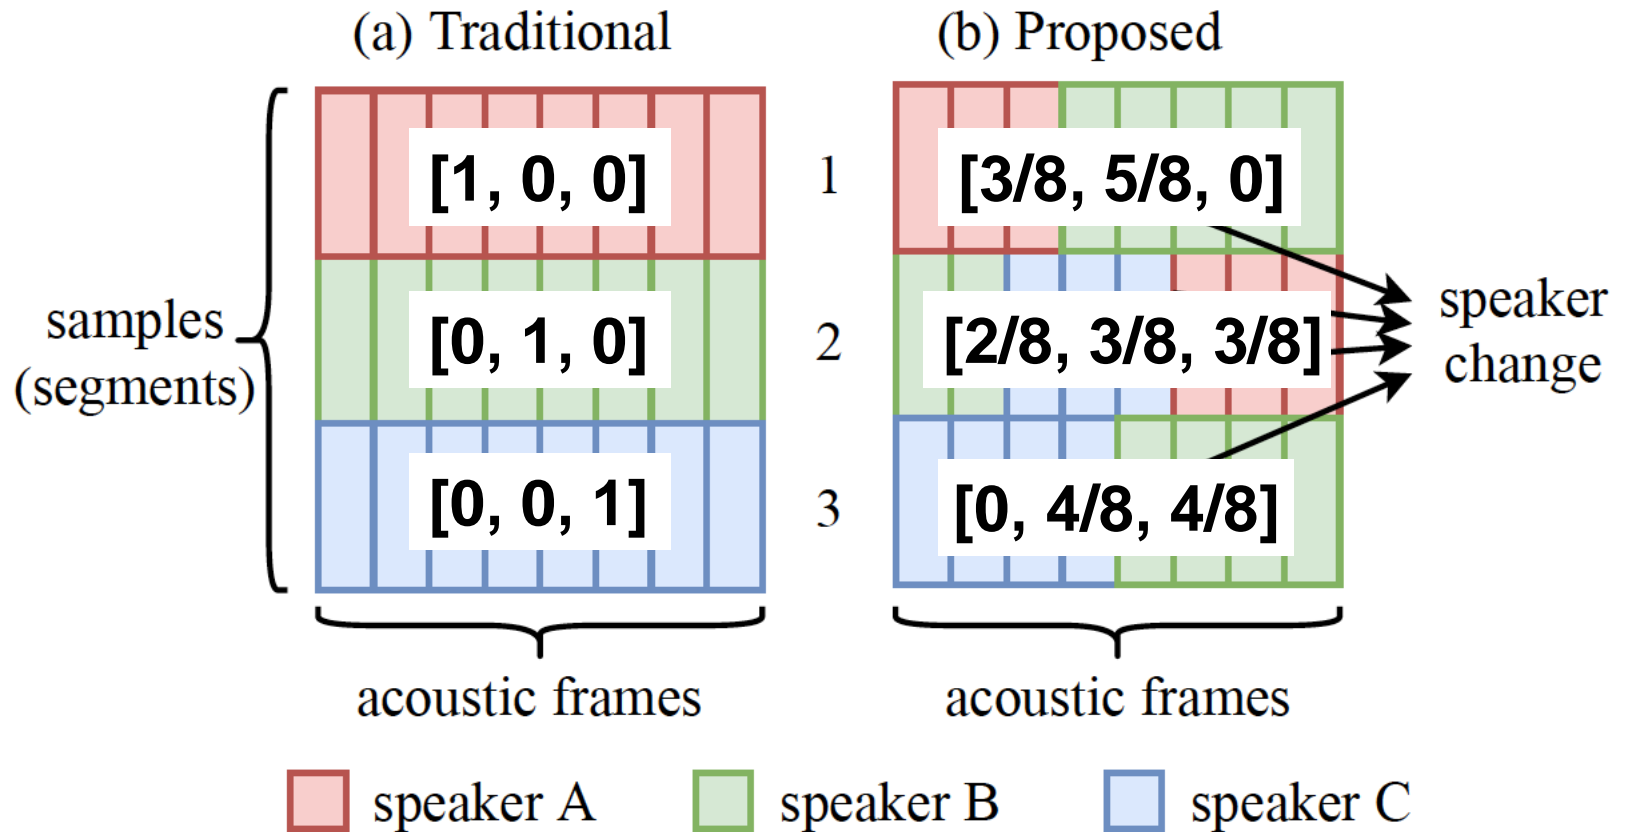 (a) Traditional
(b) Proposed
samples
(segments)
[1, 0, 0]
[0, 1, 0]
[0, 0, 1]
1
2
3
[3/8, 5/8, 0]
[2/8, 3/8, 3/8]
[0, 4/8, 4/8]
speaker
change
acoustic frames
acoustic frames
speaker A
speaker B
speaker C